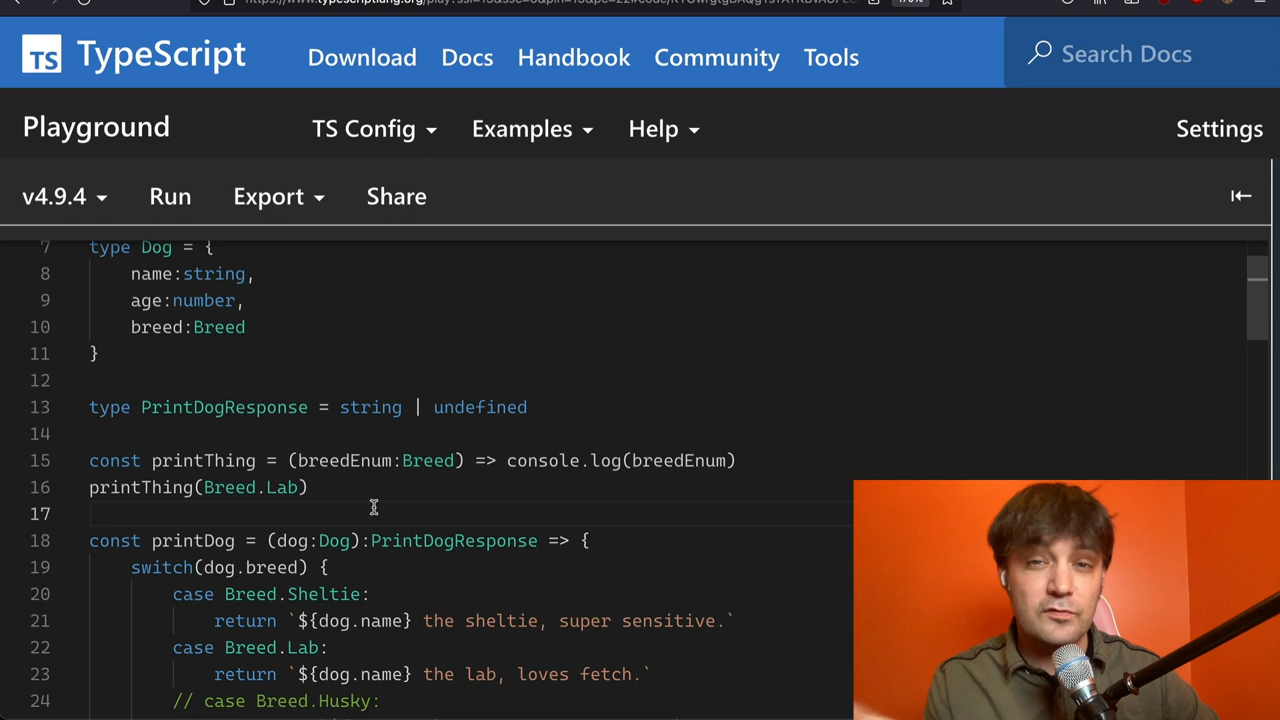 TS TypeScript Download Docs Handbook Community Tools Search Docs
Playground TS Config Examples Help Settings
v4.9.4 Run Export Share
7 type Dog = {
8 name:string,
9 age:number,
10 breed:Breed
11 }
12
13 type PrintDogResponse = string | undefined
14
15 const printThing = (breedEnum:Breed) => console.log(breedEnum)
16 printThing(Breed.Lab)
17
18 const printDog = (dog:Dog):PrintDogResponse => {
19 switch(dog.breed) {
20 case Breed.Sheltie:
21 return `${dog.name} the sheltie, super sensitive.`
22 case Breed.Lab:
23 return `${dog.name} the lab, loves fetch.`
24 // case Breed.Husky: